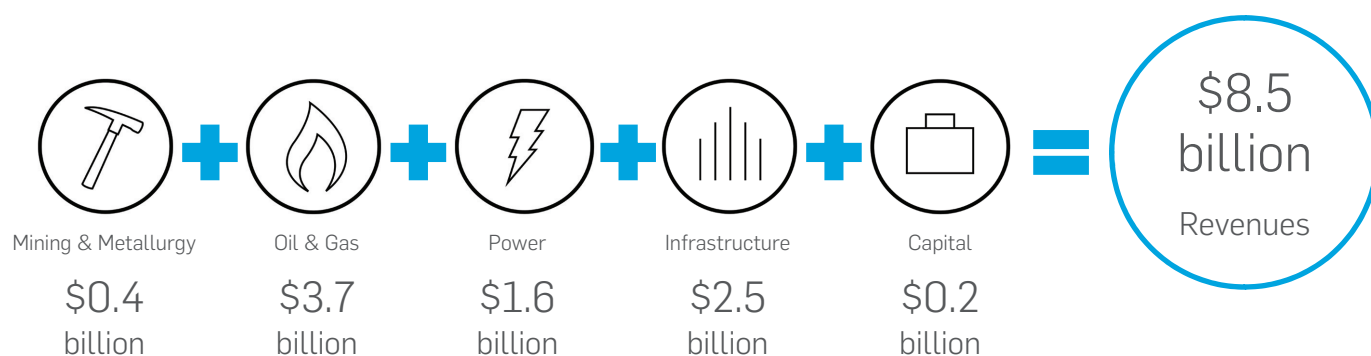 Mining & Metallurgy
$0.4
billion
Oil & Gas
$3.7
billion
Power
$1.6
billion
Infrastructure
$2.5
billion
Capital
$0.2
billion
$8.5
billion
Revenues